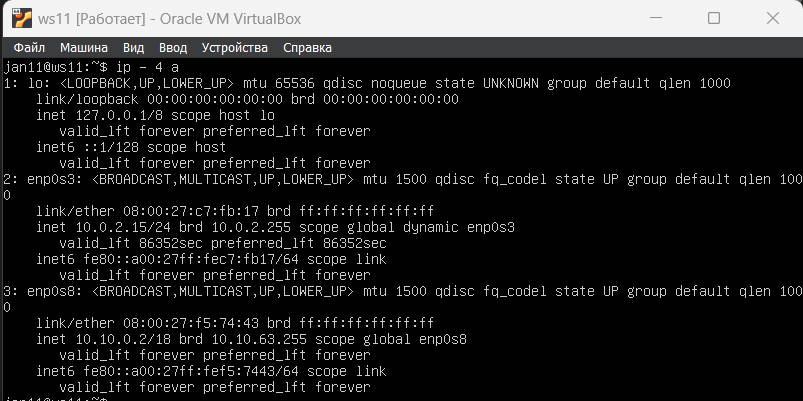 ws11 [Работает] - Oracle VM VirtualBox
Файл Машина Вид Ввод Устройства Справка
jan11@ws11:~$ ip - 4 a
1: lo: <LOOPBACK,UP,LOWER_UP> mtu 65536 qdisc noqueue state UNKNOWN group default qlen 1000
link/loopback 00:00:00:00:00:00 brd 00:00:00:00:00:00
inet 127.0.0.1/8 scope host lo
valid_lft forever preferred_lft forever
inet6 ::1/128 scope host
valid_lft forever preferred_lft forever
2: enp0s3: <BROADCAST,MULTICAST,UP,LOWER_UP> mtu 1500 qdisc fq_codel state UP group default qlen 100
0
link/ether 08:00:27:c7:fb:17 brd ff:ff:ff:ff:ff:ff
inet 10.0.2.15/24 brd 10.0.2.255 scope global dynamic enp0s3
valid_lft 86352sec preferred_lft 86352sec
inet6 fe80::a00:27ff:fec7:fb17/64 scope link
valid_lft forever preferred_lft forever
3: enp0s8: <BROADCAST,MULTICAST,UP,LOWER_UP> mtu 1500 qdisc fq_codel state UP group default qlen 100
0
link/ether 08:00:27:f5:74:43 brd ff:ff:ff:ff:ff:ff
inet 10.10.0.2/18 brd 10.10.63.255 scope global enp0s8
valid_lft forever preferred_lft forever
inet6 fe80::a00:27ff:fef5:7443/64 scope link
valid_lft forever preferred_lft forever
jan11@ws11:~$